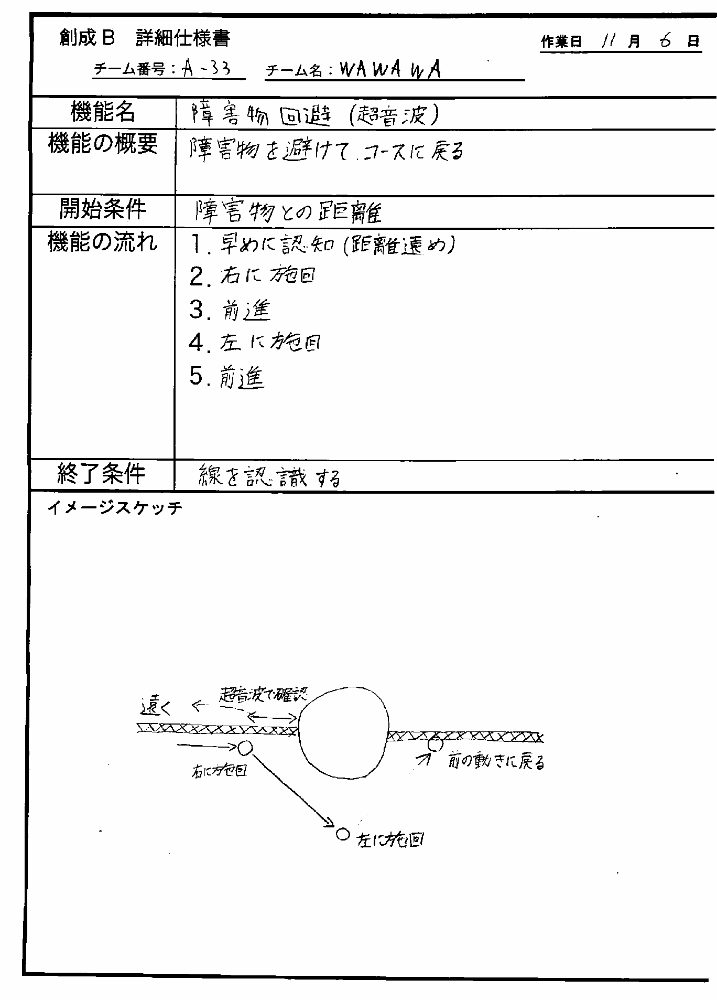 創成B 詳細仕様書
作業日 11月 6日
チーム番号：A-33 チーム名：WAWAWA
機能名 障害物回避 (超音波)
機能の概要 障害物を避けて、コースに戻る
開始条件 障害物との距離
機能の流れ 1. 早めに認知 (距離遠め)
2. 右に施回
3. 前進
4. 左に施回
5. 前進
終了条件 線を認識する
イメージスケッチ
超音波で確認
遠く
右に施回
前の動きに戻る
左に施回